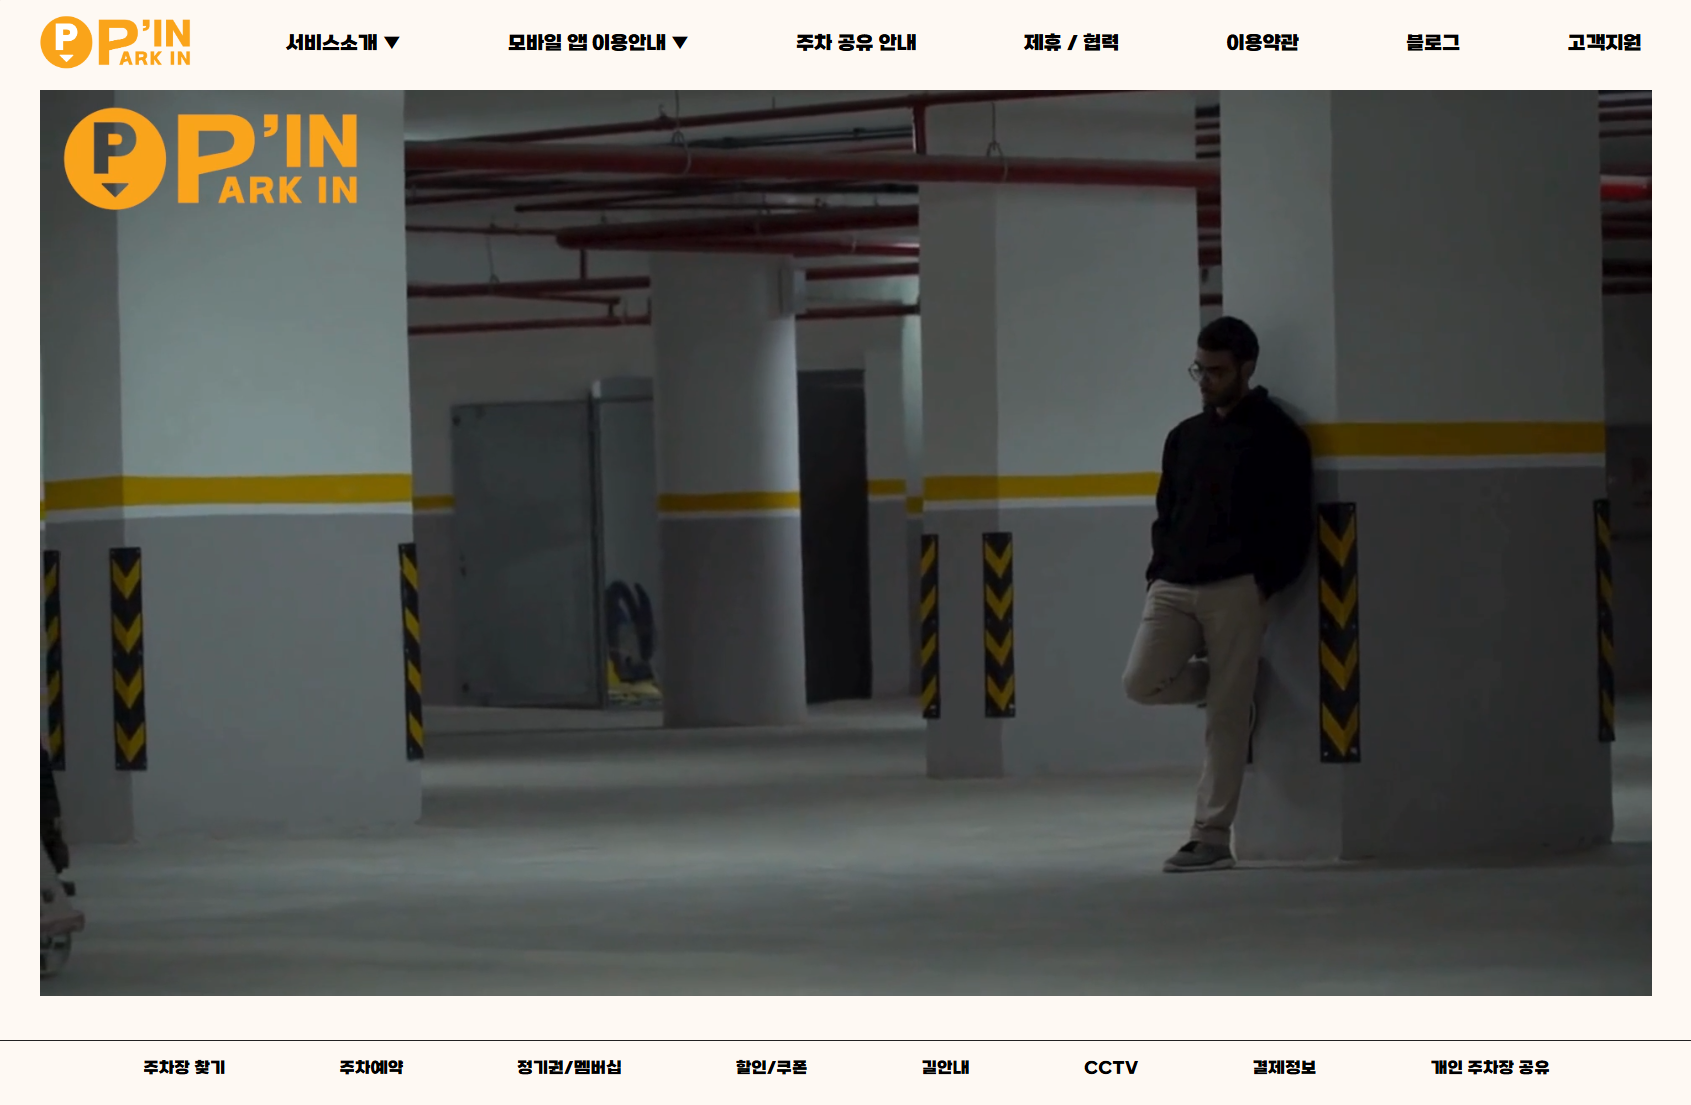 P P'IN
ARK IN
서비스소개 ▼
모바일 앱 이용안내 ▼
주차 공유 안내
제휴 / 협력
이용약관
블로그
고객지원
P P'IN
ARK IN
주차장 찾기
주차예약
정기권/멤버십
할인/쿠폰
길안내
CCTV
결제정보
개인 주차장 공유